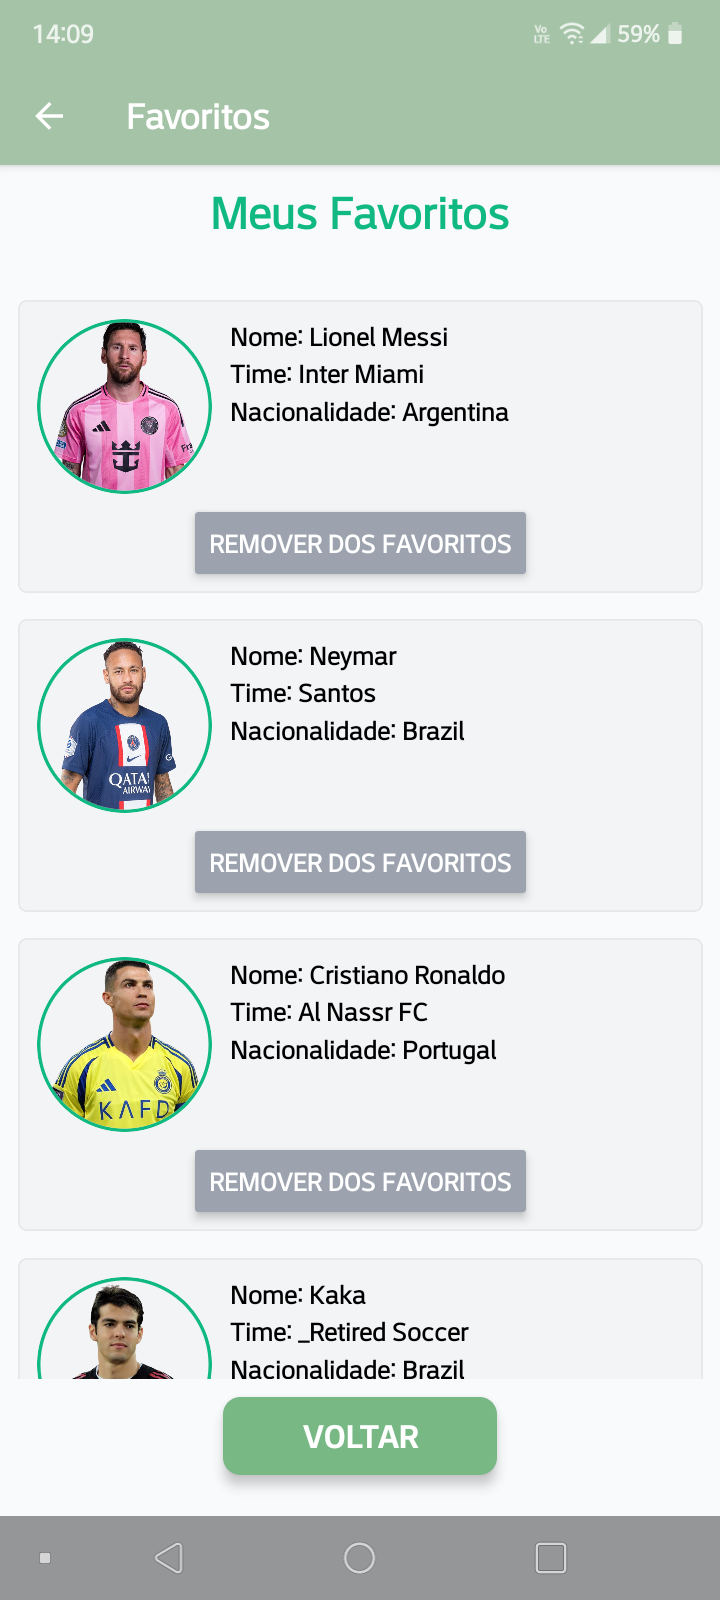 14:09
Vo
LTE
59%
Favoritos
Meus Favoritos
Nome: Lionel Messi
Time: Inter Miami
Nacionalidade: Argentina
REMOVER DOS FAVORITOS
Nome: Neymar
Time: Santos
Nacionalidade: Brazil
QATA
AIRWAY
REMOVER DOS FAVORITOS
Nome: Cristiano Ronaldo
Time: Al Nassr FC
Nacionalidade: Portugal
KAFD
REMOVER DOS FAVORITOS
Nome: Kaka
Time: _Retired Soccer
Nacionalidade: Brazil
VOLTAR